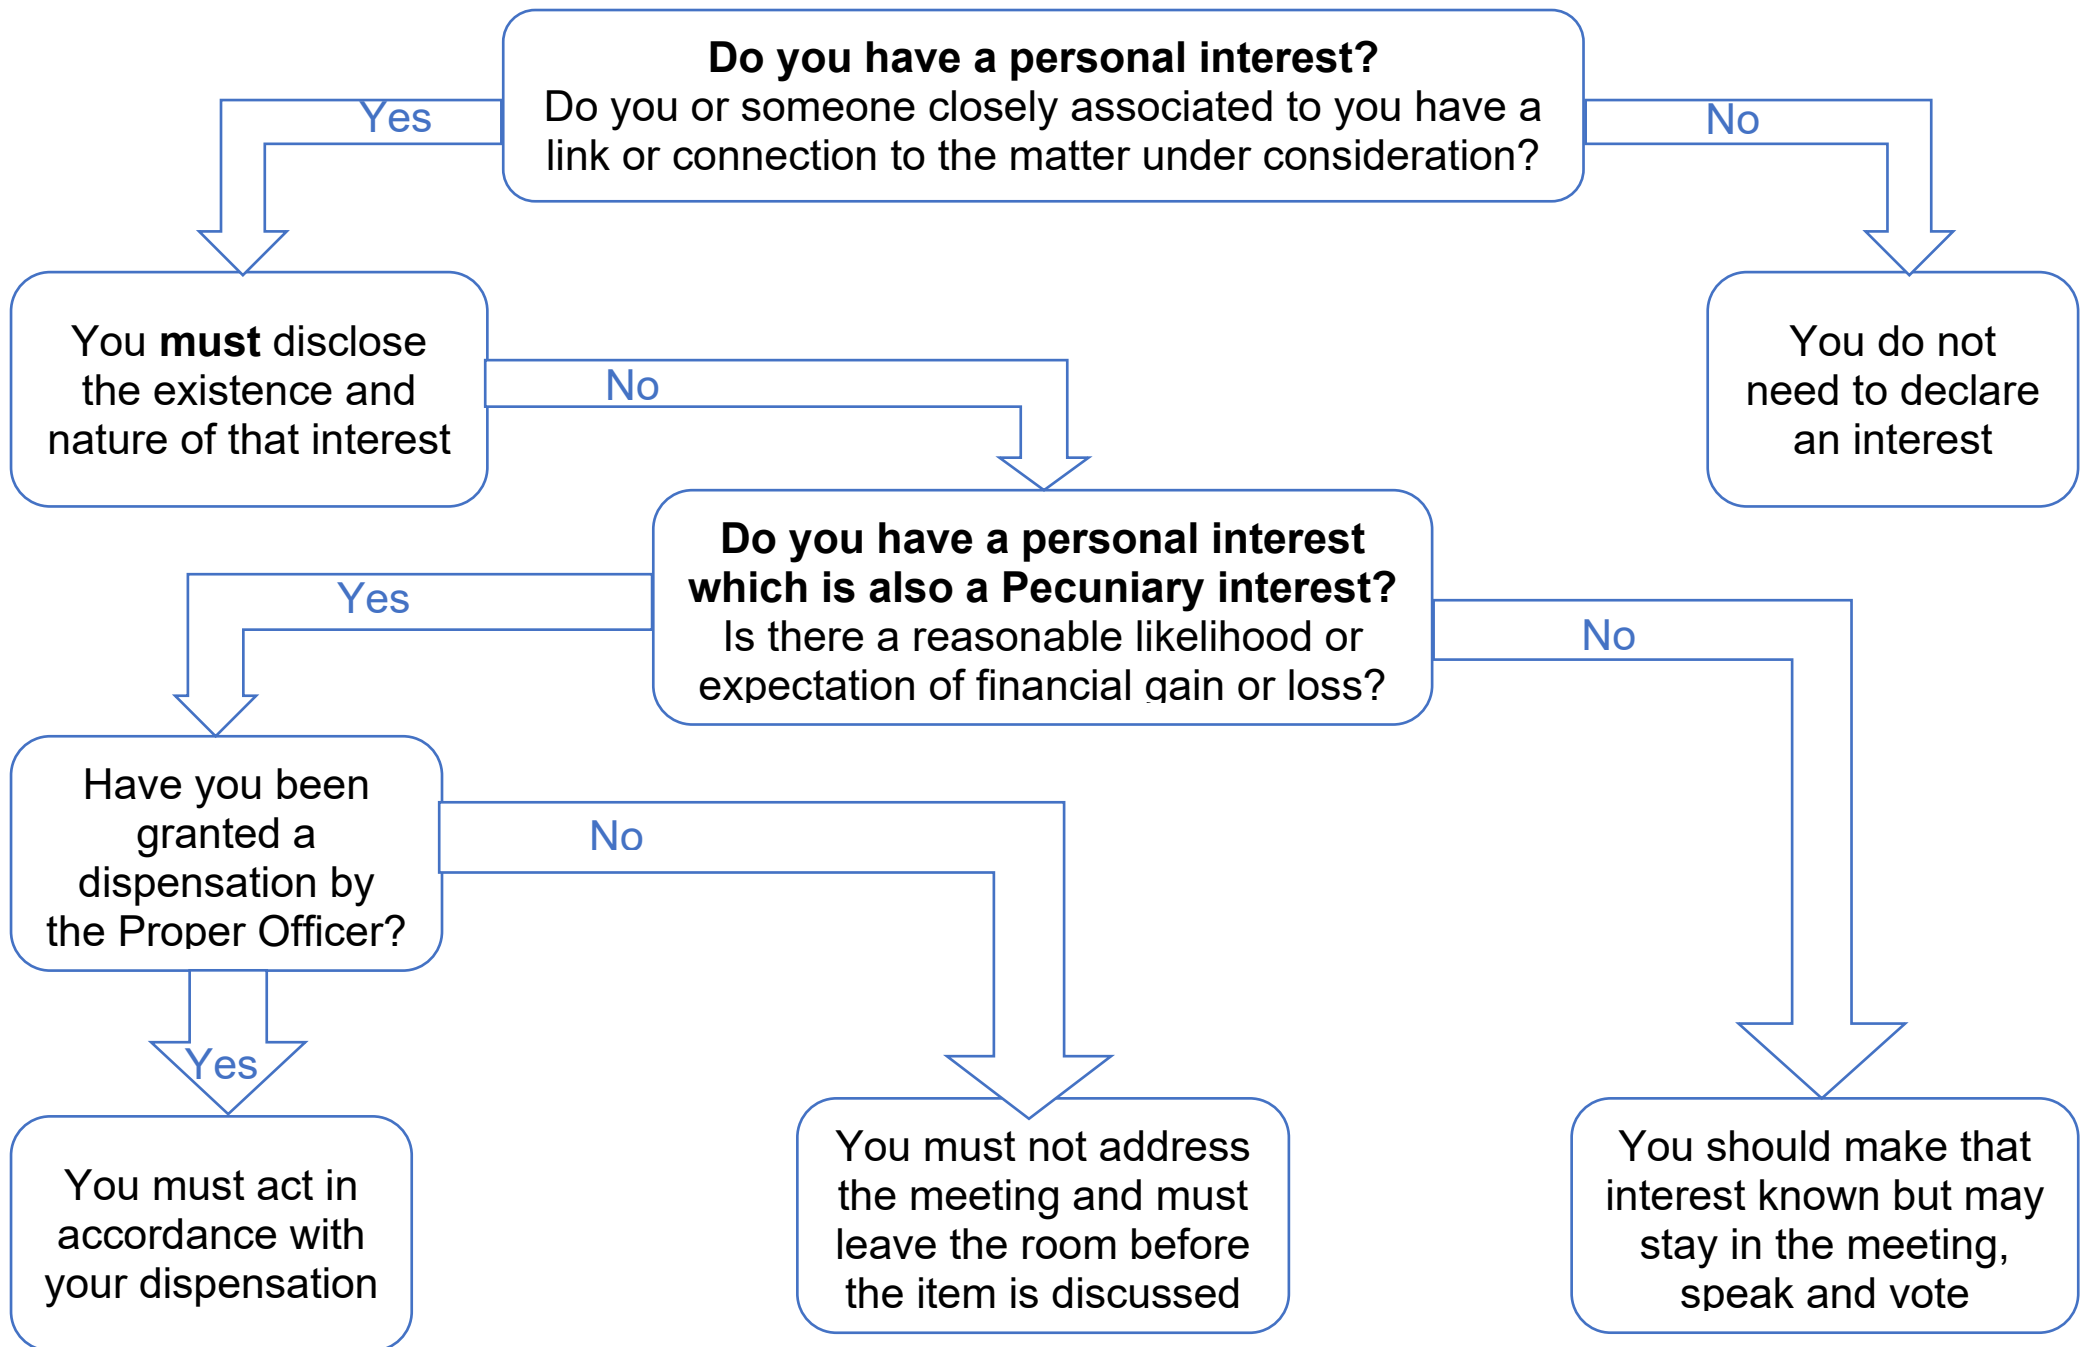 Do you have a personal interest?
Do you or someone closely associated to you have a
link or connection to the matter under consideration?
Yes
No
You must disclose
the existence and
nature of that interest
No
You do not
need to declare
an interest
Do you have a personal interest
which is also a Pecuniary interest?
Is there a reasonable likelihood or
expectation of financial gain or loss?
Yes
No
Have you been
granted a
dispensation by
the Proper Officer?
No
Yes
You must act in
accordance with
your dispensation
You must not address
the meeting and must
leave the room before
the item is discussed
You should make that
interest known but may
stay in the meeting,
speak and vote